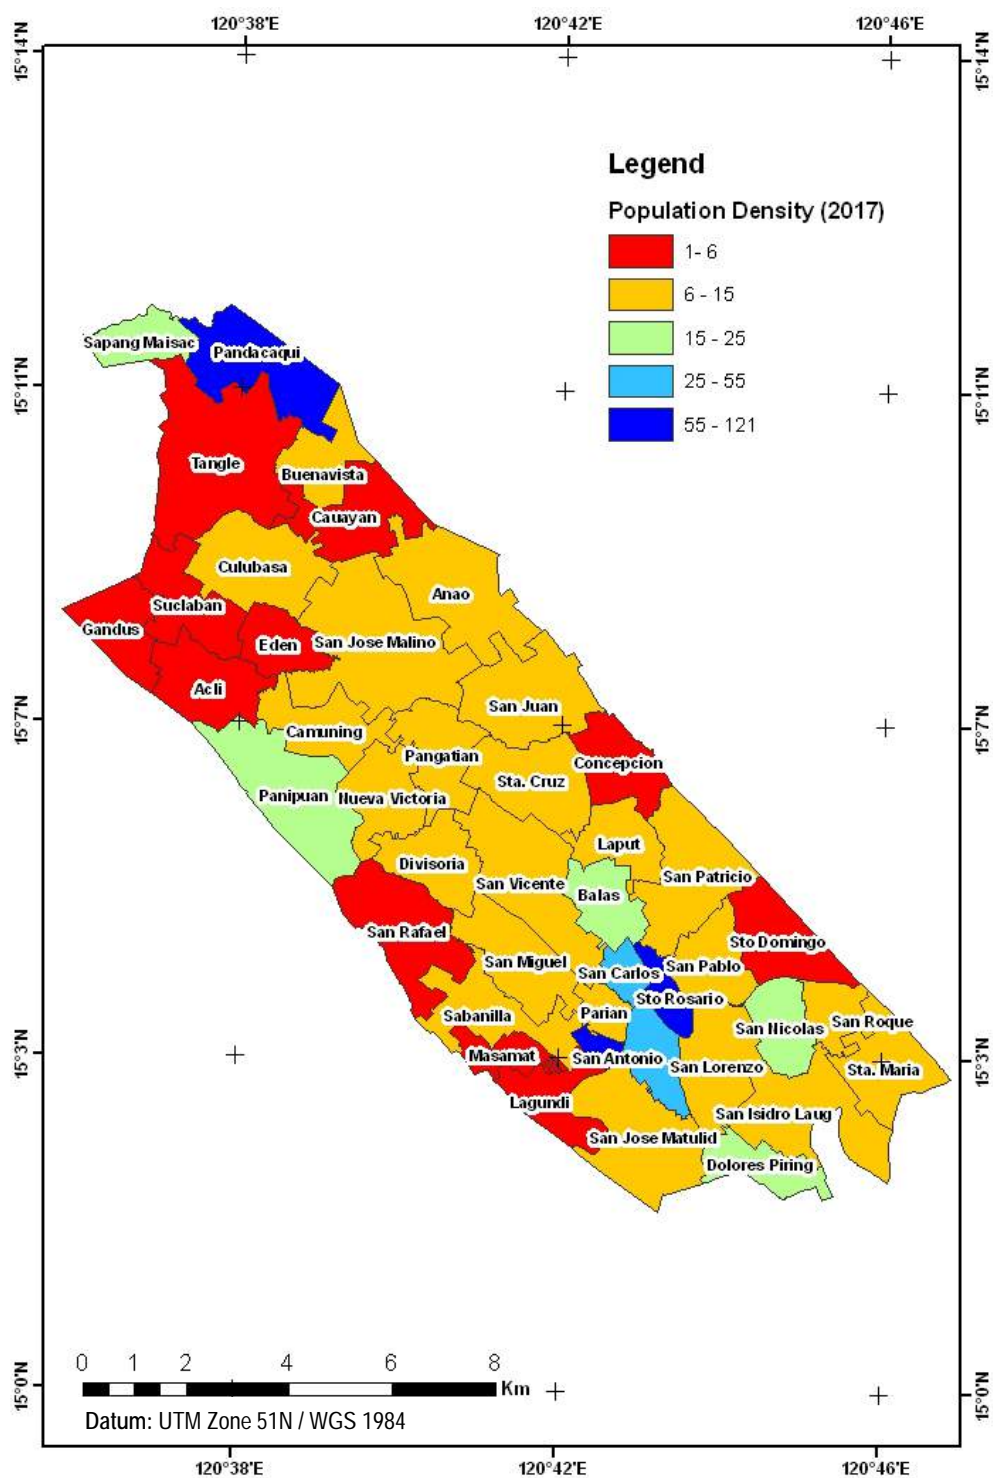 120°38'E
120°42'E
120°46'E
15°14'N
15°14'N
Legend
Population Density (2017)
1- 6
6 - 15
15 - 25
25 - 55
55 - 121
Sapang Maisac
Pandacaqui
15°11'N
15°11'N
Tangle
Buenavista
Cauayan
Culubasa
Anao
Suclaban
Gandus
Eden
San Jose Malino
Acli
San Juan
15°7'N
15°7'N
Camuning
Pangatian
Concepcion
Sta. Cruz
Panipuan
Nueva Victoria
Laput
Divisoria
San Vicente
San Patricio
Balas
San Rafael
Sto Domingo
San Miguel
San Carlos
San Pablo
Sto Rosario
Sabanilla
Parian
San Nicolas
San Roque
15°3'N
15°3'N
Masamat
San Antonio
San Lorenzo
Sta. Maria
Lagundi
San Isidro Laug
San Jose Matulid
Dolores Piring
0 1 2 4 6 8
Km
Datum: UTM Zone 51N / WGS 1984
15°0'N
15°0'N
120°38'E
120°42'E
120°46'E